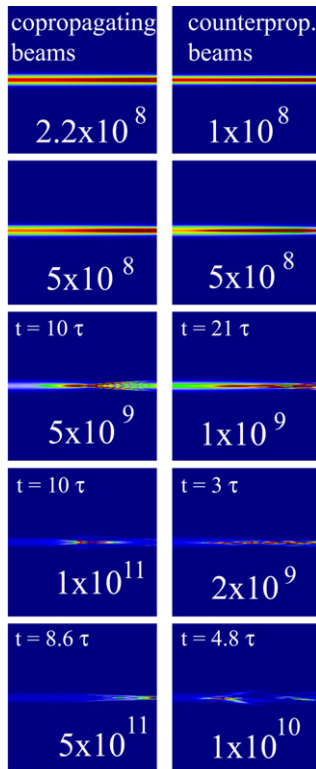 copropagating beams
counterprop. beams
2.2x10^8
1x10^8
5x10^8
5x10^8
t = 10 τ
t = 21 τ
5x10^9
1x10^9
t = 10 τ
t = 3 τ
1x10^11
2x10^9
t = 8.6 τ
t = 4.8 τ
5x10^11
1x10^10